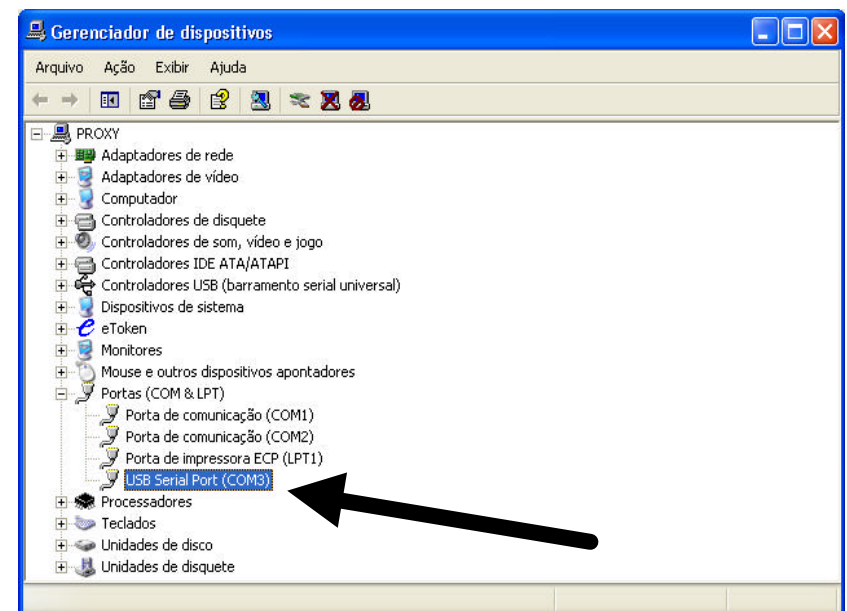 Gerenciador de dispositivos
Arquivo Ação Exibir Ajuda
PROXY
Adaptadores de rede
Adaptadores de vídeo
Computador
Controladores de disquete
Controladores de som, vídeo e jogo
Controladores IDE ATA/ATAPI
Controladores USB (barramento serial universal)
Dispositivos de sistema
eToken
Monitores
Mouse e outros dispositivos apontadores
Portas (COM & LPT)
Porta de comunicação (COM1)
Porta de comunicação (COM2)
Porta de impressora ECP (LPT1)
USB Serial Port (COM3)
Processadores
Teclados
Unidades de disco
Unidades de disquete